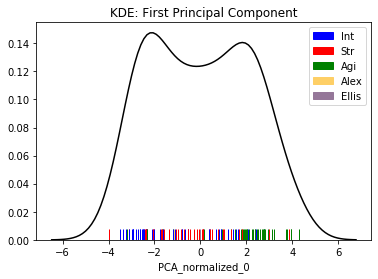 KDE: First Principal Component
Int
Str
Agi
Alex
Ellis
0.14
0.12
0.10
0.08
0.06
0.04
0.02
0.00
−6 −4 −2 0 2 4 6
PCA_normalized_0